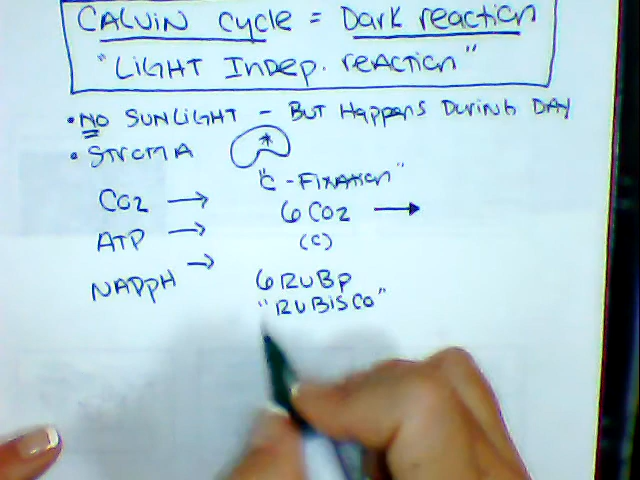 CALVIN Cycle = Dark reaction
"LIGHT INDEP. reaction"
• NO SUNLIGHT - BUT Happens During DAY
• STROMA
*
"C - Fixation"
CO2 → 6 CO2 →
ATP → (C)
NADPH → 6 RuBp
"RUBISCO"